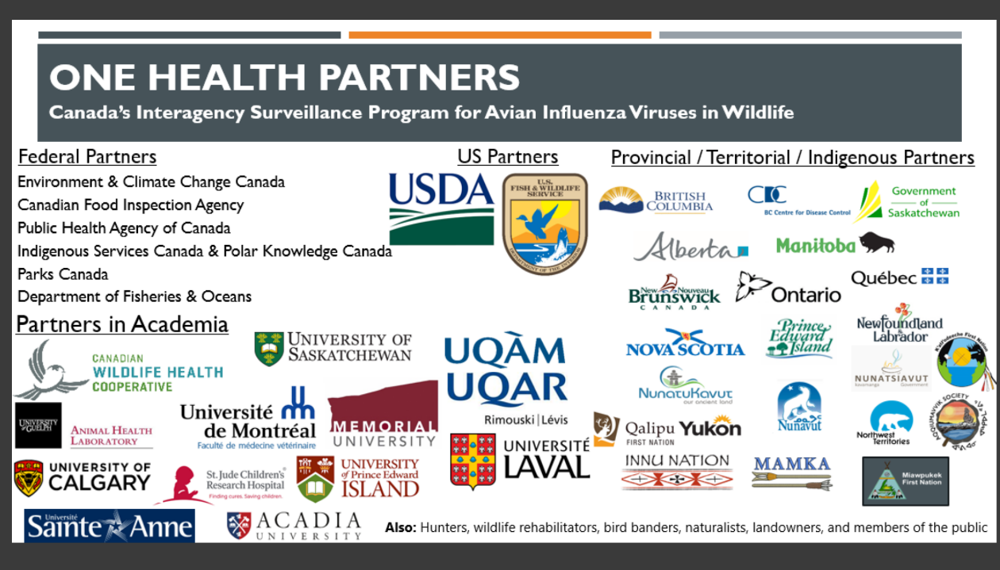 ONE HEALTH PARTNERS
Canada's Interagency Surveillance Program for Avian Influenza Viruses in Wildlife
Federal Partners
Environment & Climate Change Canada
Canadian Food Inspection Agency
Public Health Agency of Canada
Indigenous Services Canada & Polar Knowledge Canada
Parks Canada
Department of Fisheries & Oceans
US Partners
USDA
U.S.
FISH & WILDLIFE
SERVICE
DEPARTMENT OF THE INTERIOR
Provincial / Territorial / Indigenous Partners
BRITISH
COLUMBIA
CDC
BC Centre for Disease Control
Government
of
Saskatchewan
Alberta
Manitoba
New Nouveau
Brunswick
CANADA
Ontario
Québec
NOVA SCOTIA
Prince
Edward
Island
Newfoundland
Labrador
NUNATUKAVUT
our ancient land
Nunavut
NUNATSIAVUT
Government
First Nation
Qalipu
FIRST NATION
Yukon
Northwest
Territories
SOCIETY
INNU NATION
MAMKA
Miawpukek
First Nation
Partners in Academia
CANADIAN
WILDLIFE HEALTH
COOPERATIVE
UNIVERSITY OF
SASKATCHEWAN
UQÀM
UQAR
Rimouski | Lévis
UNIVERSITY
of GUELPH
ANIMAL HEALTH
LABORATORY
Université
de Montréal
Faculté de médecine vétérinaire
MEMORIAL
UNIVERSITY
UNIVERSITÉ
LAVAL
UNIVERSITY OF
CALGARY
St. Jude Children's
Research Hospital
Finding cures. Saving children.
UNIVERSITY
of Prince Edward
ISLAND
Université
Sainte Anne
ACADIA
UNIVERSITY
Also: Hunters, wildlife rehabilitators, bird banders, naturalists, landowners, and members of the public